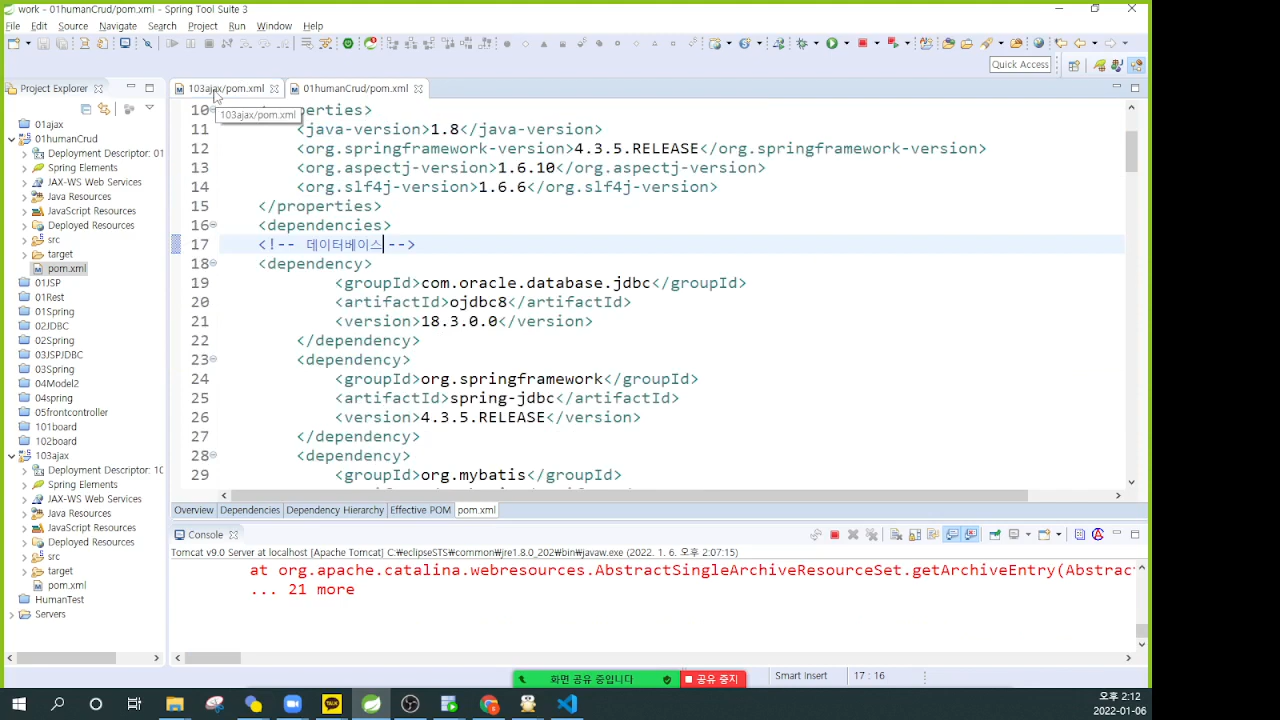 work - 01humanCrud/pom.xml - Spring Tool Suite 3
File Edit Source Navigate Search Project Run Window Help
Quick Access
Project Explorer
103ajax/pom.xml
01humanCrud/pom.xml
103ajax/pom.xml
01ajax
01humanCrud
Deployment Descriptor: 01
Spring Elements
JAX-WS Web Services
Java Resources
JavaScript Resources
Deployed Resources
src
target
pom.xml
01JSP
01Rest
01Spring
02JDBC
02Spring
03JSPJDBC
03Spring
04Model2
04spring
05frontcontroller
101board
102board
103ajax
Deployment Descriptor: 10
Spring Elements
JAX-WS Web Services
Java Resources
JavaScript Resources
Deployed Resources
src
target
pom.xml
HumanTest
Servers
10 perties>
11 <java-version>1.8</java-version>
12 <org.springframework-version>4.3.5.RELEASE</org.springframework-version>
13 <org.aspectj-version>1.6.10</org.aspectj-version>
14 <org.slf4j-version>1.6.6</org.slf4j-version>
15 </properties>
16 <dependencies>
17 <!-- 데이터베이스 -->
18 <dependency>
19 <groupId>com.oracle.database.jdbc</groupId>
20 <artifactId>ojdbc8</artifactId>
21 <version>18.3.0.0</version>
22 </dependency>
23 <dependency>
24 <groupId>org.springframework</groupId>
25 <artifactId>spring-jdbc</artifactId>
26 <version>4.3.5.RELEASE</version>
27 </dependency>
28 <dependency>
29 <groupId>org.mybatis</groupId>
Overview Dependencies Dependency Hierarchy Effective POM pom.xml
Console
Tomcat v9.0 Server at localhost [Apache Tomcat] C:₩eclipseSTS₩common₩jre1.8.0_202₩bin₩javaw.exe (2022. 1. 6. 오후 2:07:15)
at org.apache.catalina.webresources.AbstractSingleArchiveResourceSet.getArchiveEntry(Abstrac
... 21 more
화면 공유 중입니다
공유 중지
Smart Insert
17 : 16
TALK
오후 2:12
2022-01-06